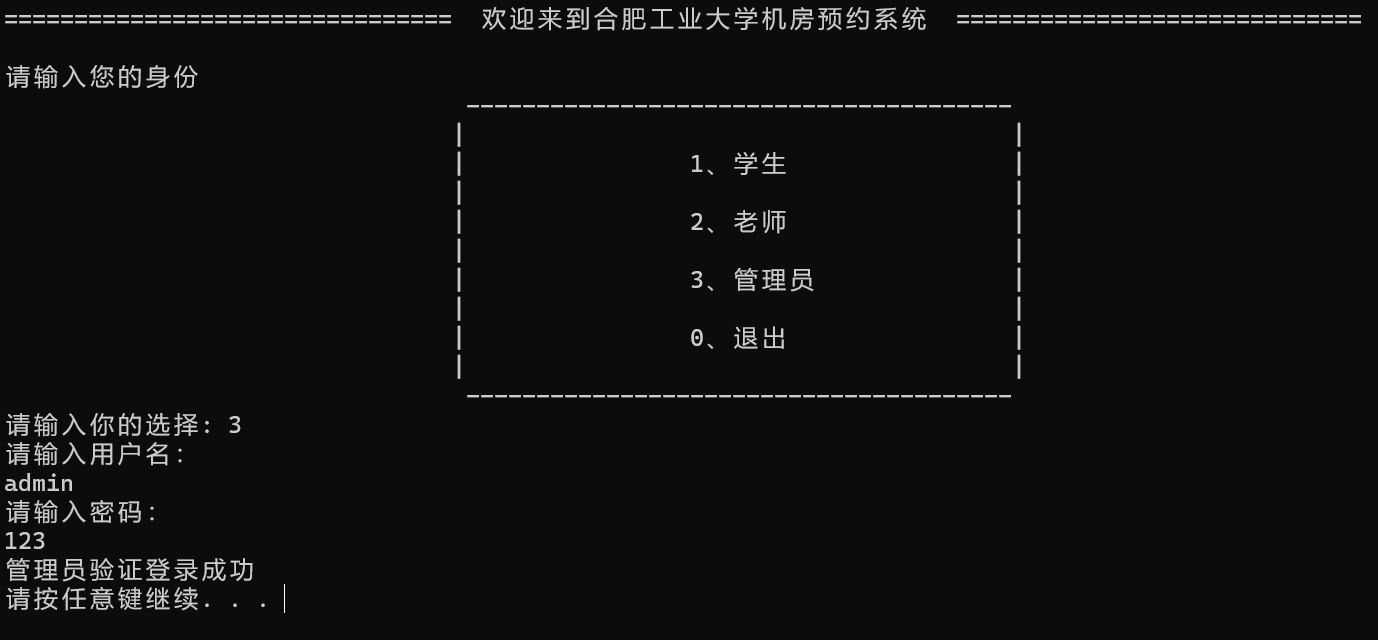 ================================ 欢迎来到合肥工业大学机房预约系统 =============================
请输入您的身份
---------------------------------------
|                                       |
|                1、学生                |
|                                       |
|                2、老师                |
|                                       |
|                3、管理员              |
|                                       |
|                0、退出                |
|                                       |
---------------------------------------
请输入你的选择: 3
请输入用户名：
admin
请输入密码：
123
管理员验证登录成功
请按任意键继续. . .